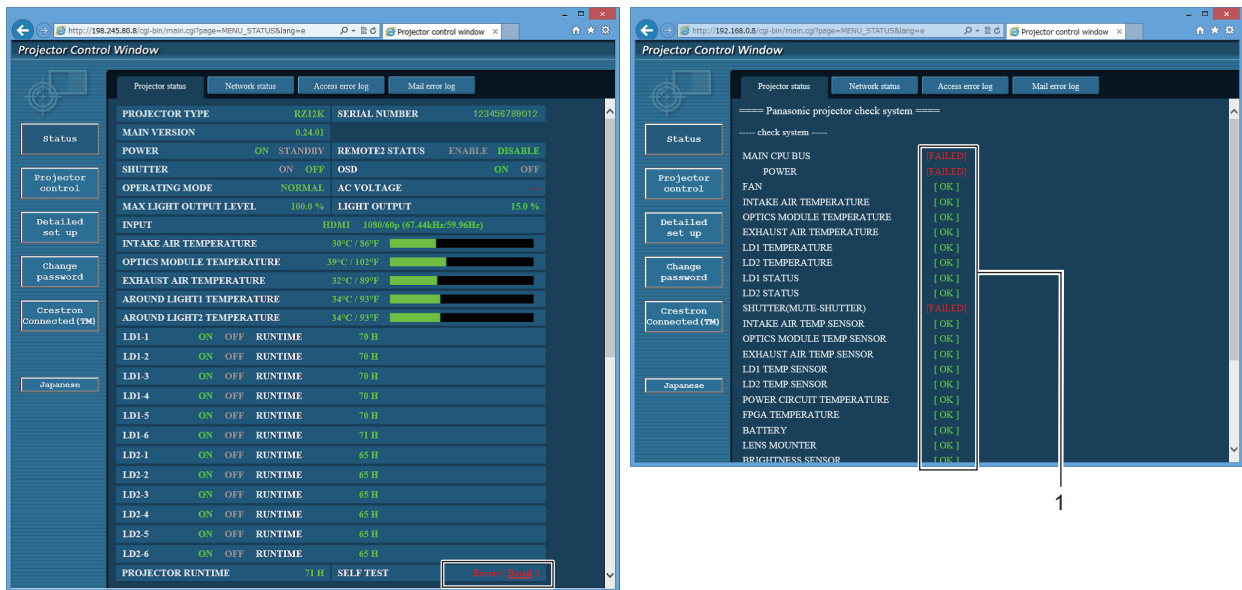 http://198.245.80.8/cgi-bin/main.cgi?page=MENU_STATUS&lang=e
Projector control window
Projector Control Window
Projector status
Network status
Access error log
Mail error log
Status
Projector
control
Detailed
set up
Change
password
Crestron
Connected(TM)
Japanese
PROJECTOR TYPE RZ12K SERIAL NUMBER 123456789012
MAIN VERSION 0.24.01
POWER ON STANDBY REMOTE2 STATUS ENABLE DISABLE
SHUTTER ON OFF OSD ON OFF
OPERATING MODE NORMAL AC VOLTAGE ---
MAX LIGHT OUTPUT LEVEL 100.0 % LIGHT OUTPUT 15.0 %
INPUT HDMI 1080/60p (67.44kHz/59.96Hz)
INTAKE AIR TEMPERATURE 30°C / 86°F
OPTICS MODULE TEMPERATURE 39°C / 102°F
EXHAUST AIR TEMPERATURE 32°C / 89°F
AROUND LIGHT1 TEMPERATURE 34°C / 93°F
AROUND LIGHT2 TEMPERATURE 34°C / 93°F
LD1-1 ON OFF RUNTIME 70 H
LD1-2 ON OFF RUNTIME 70 H
LD1-3 ON OFF RUNTIME 70 H
LD1-4 ON OFF RUNTIME 70 H
LD1-5 ON OFF RUNTIME 70 H
LD1-6 ON OFF RUNTIME 71 H
LD2-1 ON OFF RUNTIME 65 H
LD2-2 ON OFF RUNTIME 65 H
LD2-3 ON OFF RUNTIME 65 H
LD2-4 ON OFF RUNTIME 65 H
LD2-5 ON OFF RUNTIME 65 H
LD2-6 ON OFF RUNTIME 65 H
PROJECTOR RUNTIME 71 H SELF TEST
http://192.168.0.8/cgi-bin/main.cgi?page=MENU_STATUS&lang=e
Projector control window
Projector Control Window
Projector status
Network status
Access error log
Mail error log
Status
Projector
control
Detailed
set up
Change
password
Crestron
Connected(TM)
Japanese
==== Panasonic projector check system ====
----- check system -----
MAIN CPU BUS [FAILED]
POWER [FAILED]
FAN [ OK ]
INTAKE AIR TEMPERATURE [ OK ]
OPTICS MODULE TEMPERATURE [ OK ]
EXHAUST AIR TEMPERATURE [ OK ]
LD1 TEMPERATURE [ OK ]
LD2 TEMPERATURE [ OK ]
LD1 STATUS [ OK ]
LD2 STATUS [ OK ]
SHUTTER(MUTE-SHUTTER) [FAILED]
INTAKE AIR TEMP.SENSOR [ OK ]
OPTICS MODULE TEMP.SENSOR [ OK ]
EXHAUST AIR TEMP.SENSOR [ OK ]
LD1 TEMP.SENSOR [ OK ]
LD2 TEMP.SENSOR [ OK ]
POWER CIRCUIT TEMPERATURE [ OK ]
FPGA TEMPERATURE [ OK ]
BATTERY [ OK ]
LENS MOUNTER [ OK ]
BRIGHTNESS SENSOR [ OK ]
1